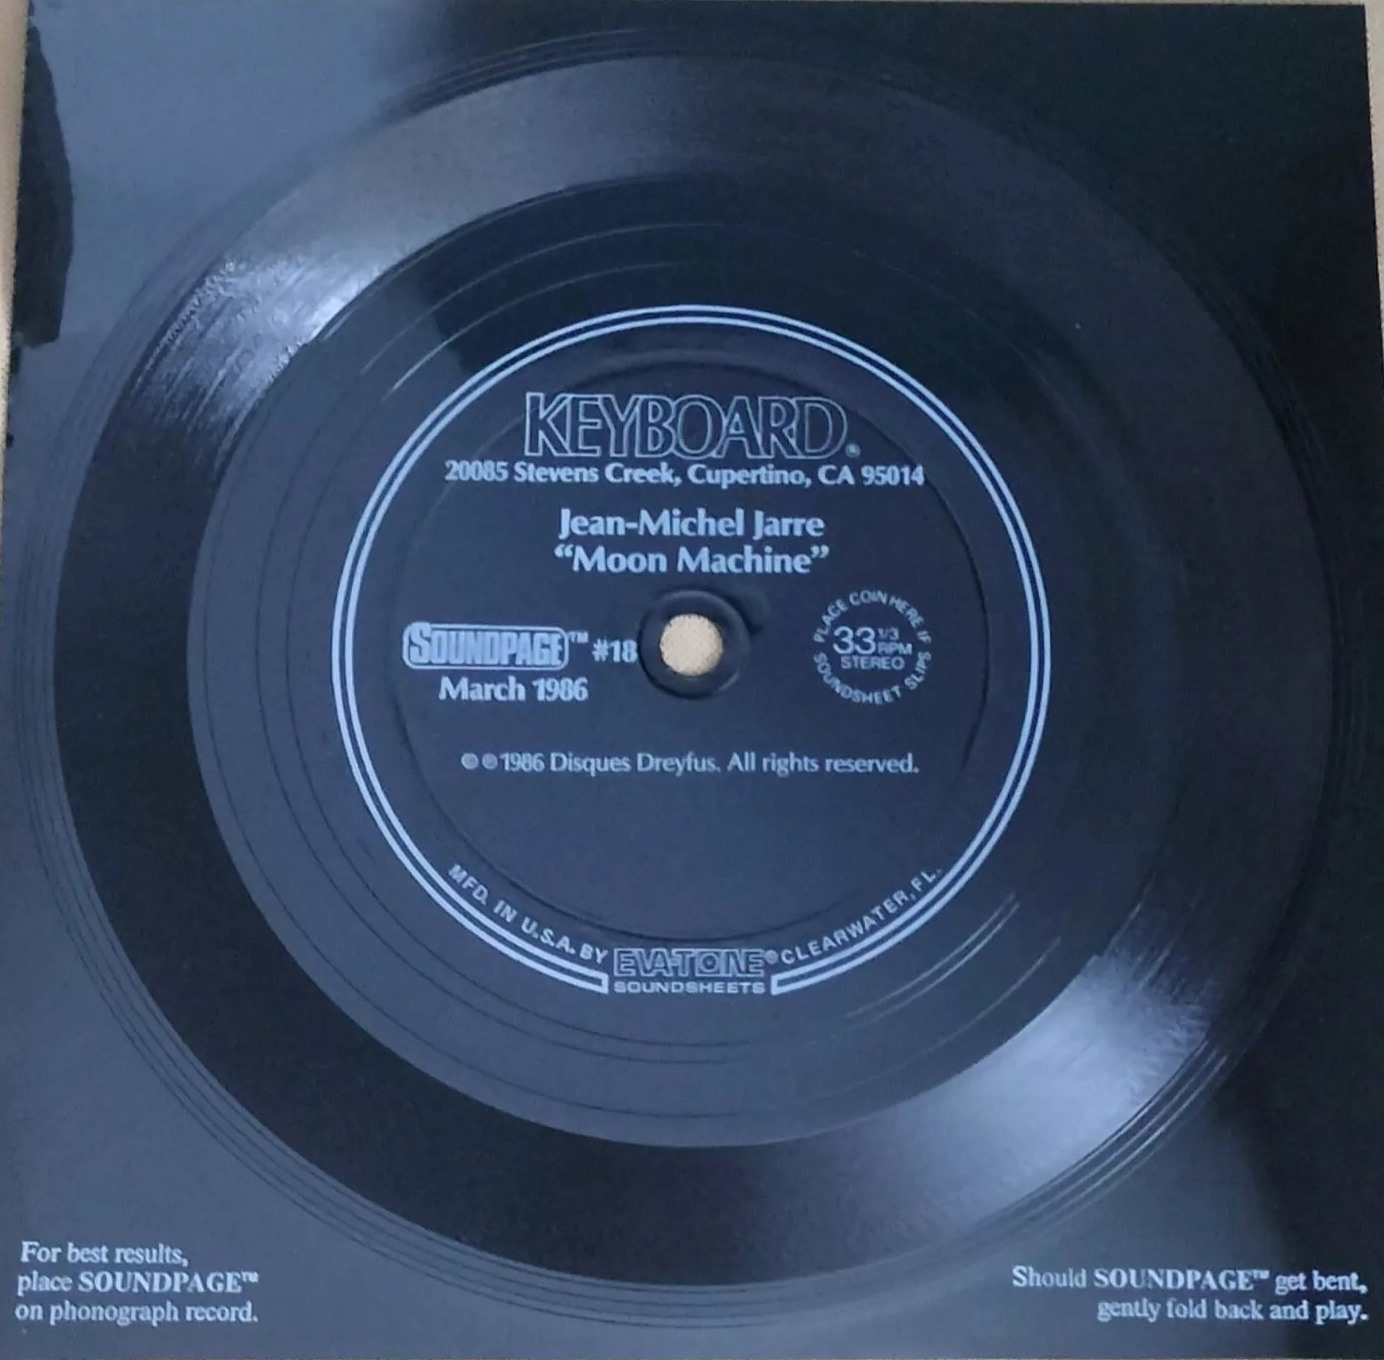 KEYBOARD®
20085 Stevens Creek, Cupertino, CA 95014
Jean-Michel Jarre
“Moon Machine”
SOUNDPAGE™ #18
March 1986
PLACE COIN HERE IF
SOUNDSHEET SLIPS
33 1/3
RPM
STEREO
©℗1986 Disques Dreyfus. All rights reserved.
MFD. IN U.S.A. BY EVA-TONE® CLEARWATER, FL.
SOUNDSHEETS
For best results,
place SOUNDPAGE™
on phonograph record.
Should SOUNDPAGE™ get bent,
gently fold back and play.